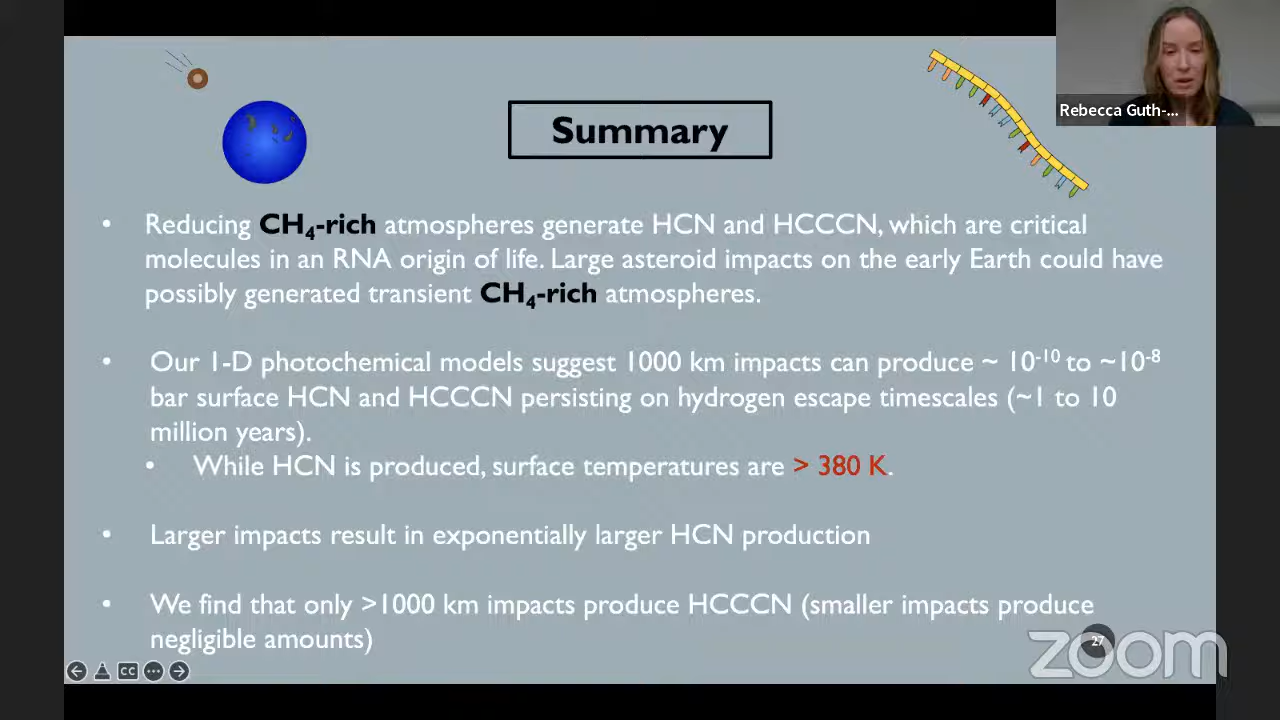 Rebecca Guth-...
Summary
• Reducing CH₄-rich atmospheres generate HCN and HCCCN, which are critical
molecules in an RNA origin of life. Large asteroid impacts on the early Earth could have
possibly generated transient CH₄-rich atmospheres.
• Our 1-D photochemical models suggest 1000 km impacts can produce ~ 10⁻¹⁰ to ~10⁻⁸
bar surface HCN and HCCCN persisting on hydrogen escape timescales (~1 to 10
million years).
• While HCN is produced, surface temperatures are > 380 K.
• Larger impacts result in exponentially larger HCN production
• We find that only >1000 km impacts produce HCCCN (smaller impacts produce
negligible amounts)
27
zoom
CC